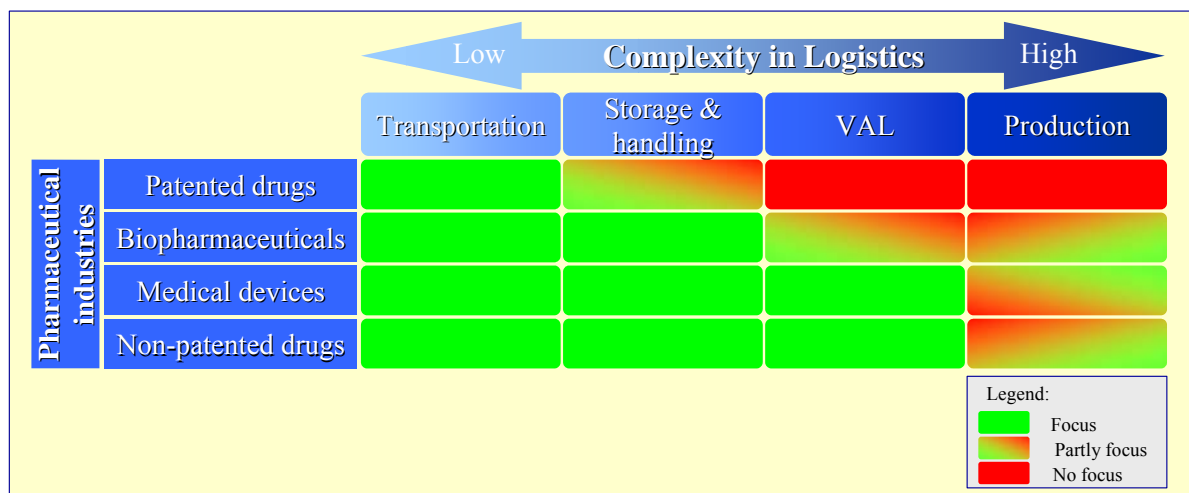 Low Complexity in Logistics High
Transportation Storage & handling VAL Production
Pharmaceutical industries
Patented drugs
Biopharmaceuticals
Medical devices
Non-patented drugs
Legend:
Focus
Partly focus
No focus